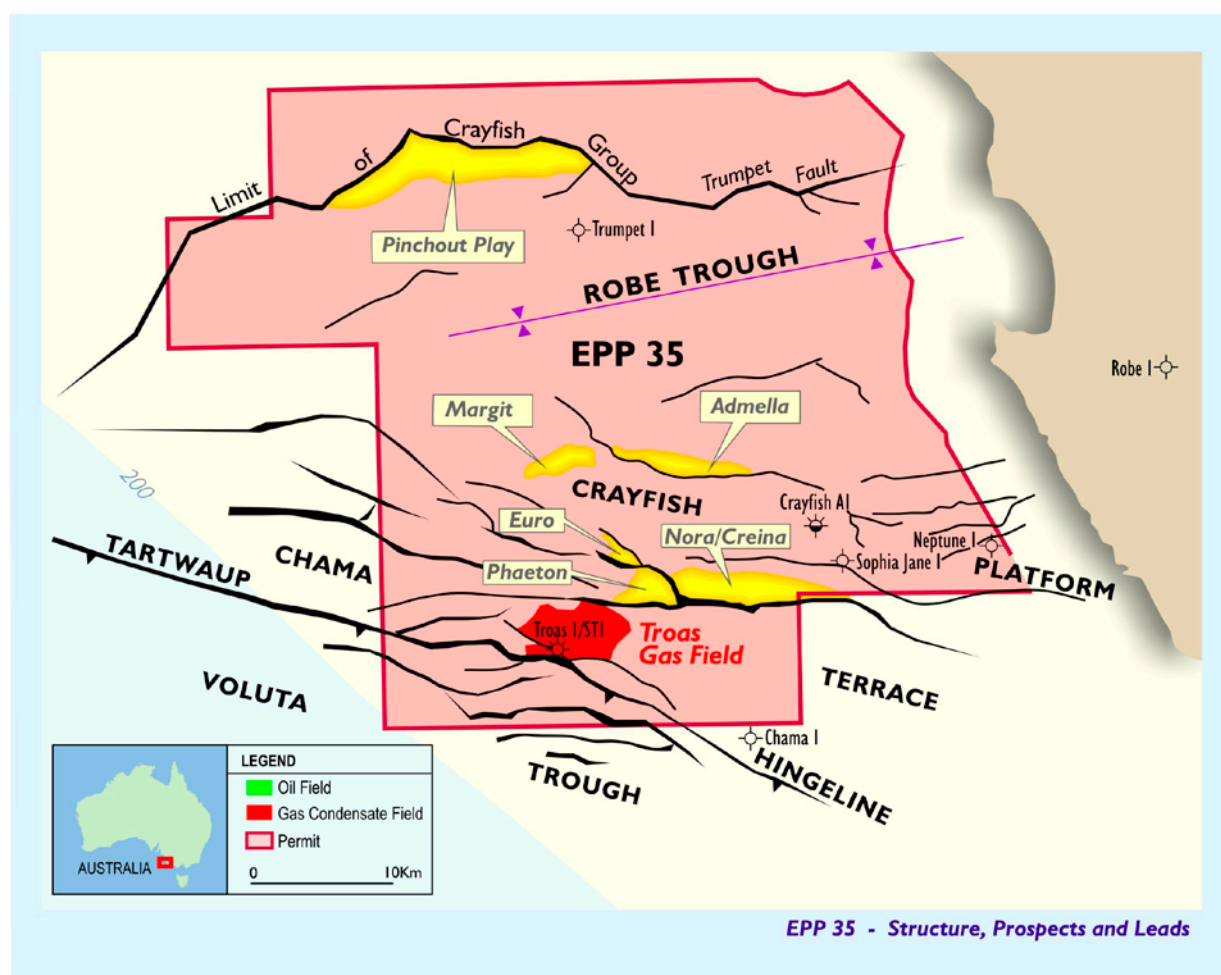 Limit of Crayfish Group
Trumpet Fault
Pinchout Play
Trumpet 1
ROBE TROUGH
EPP 35
Robe 1
Margit
Admella
CRAYFISH
200
Crayfish A1
Euro
Nora/Creina
Neptune 1
Sophia Jane 1
TARTWAUP
CHAMA
Phaeton
PLATFORM
Troas 1/ST1
Troas
Gas Field
VOLUTA
TERRACE
Chama 1
HINGELINE
TROUGH
LEGEND
Oil Field
Gas Condensate Field
Permit
AUSTRALIA
0 10Km
EPP 35 - Structure, Prospects and Leads